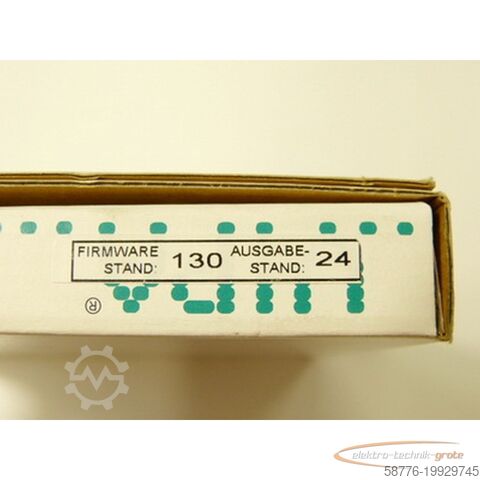 FIRMWARE STAND: 130 AUSGABE-STAND: 24
®
elektro-technik-grote
58776-19929745